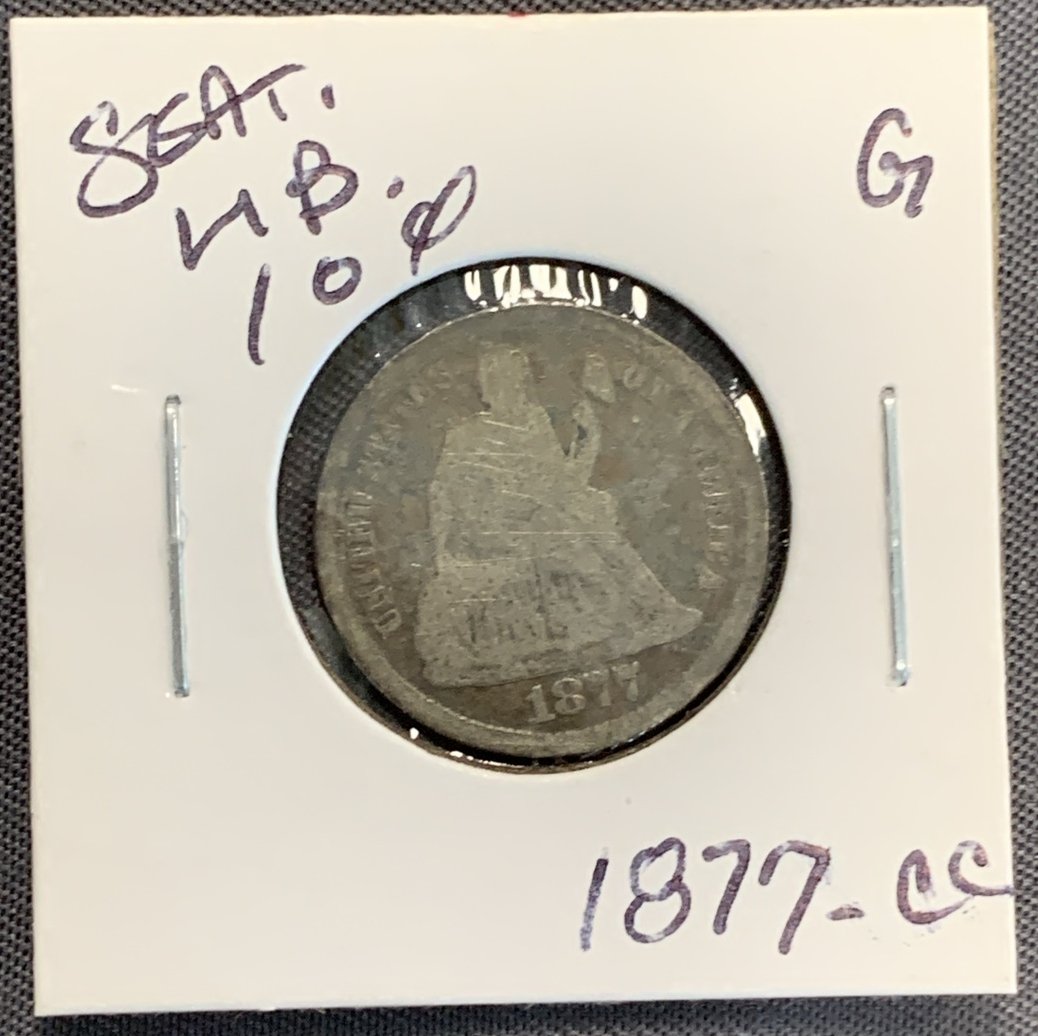 SEAT.
LIB.
10¢
G
UNITED STATES OF AMERICA
1877
1877-CC